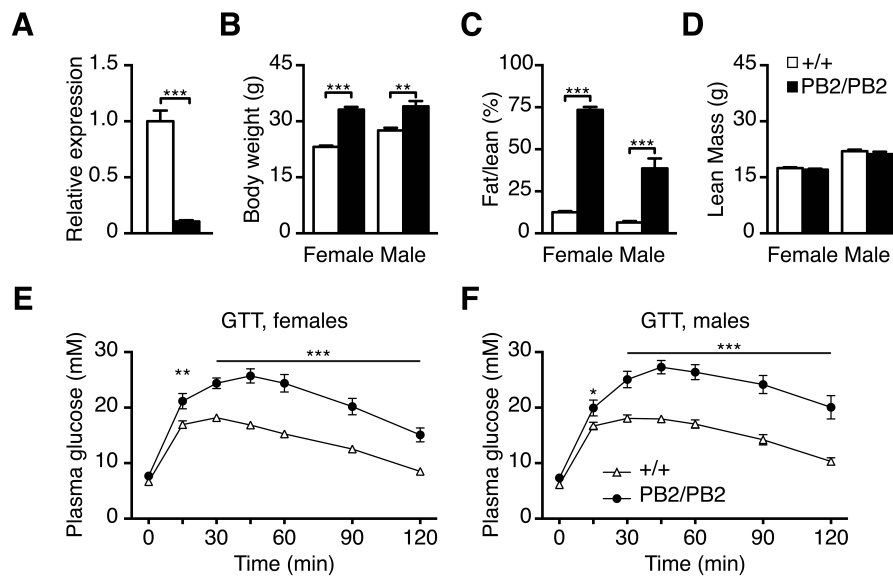 A
Relative expression
1.5
1.0
0.5
0
***
B
Body weight (g)
45
30
15
0
***
**
Female Male
C
Fat/lean (%)
100
75
50
25
0
***
***
Female Male
D
Lean Mass (g)
45
30
15
0
+/+
PB2/PB2
Female Male
E
GTT, females
Plasma glucose (mM)
30
20
10
0
**
***
0 30 60 90 120
Time (min)
F
GTT, males
Plasma glucose (mM)
30
20
10
0
*
***
+/+
PB2/PB2
0 30 60 90 120
Time (min)